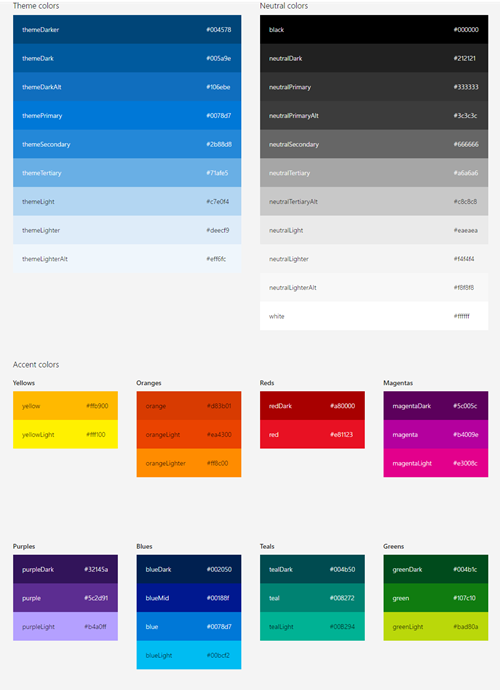 Theme colors
themeDarker #004578
themeDark #005a9e
themeDarkAlt #106ebe
themePrimary #0078d7
themeSecondary #2b88d8
themeTertiary #71afe5
themeLight #c7e0f4
themeLighter #deecf9
themeLighterAlt #eff6fc
Neutral colors
black #000000
neutralDark #212121
neutralPrimary #333333
neutralPrimaryAlt #3c3c3c
neutralSecondary #666666
neutralTertiary #a6a6a6
neutralTertiaryAlt #c8c8c8
neutralLight #eaeaea
neutralLighter #f4f4f4
neutralLighterAlt #f8f8f8
white #ffffff
Accent colors
Yellows
yellow #ffb900
yellowLight #fff100
Oranges
orange #d83b01
orangeLight #ea4300
orangeLighter #ff8c00
Reds
redDark #a80000
red #e81123
Magentas
magentaDark #5c005c
magenta #b4009e
magentaLight #e3008c
Purples
purpleDark #32145a
purple #5c2d91
purpleLight #b4a0ff
Blues
blueDark #002050
blueMid #00188f
blue #0078d7
blueLight #00bcf2
Teals
tealDark #004b50
teal #008272
tealLight #00B294
Greens
greenDark #004b1c
green #107c10
greenLight #bad80a